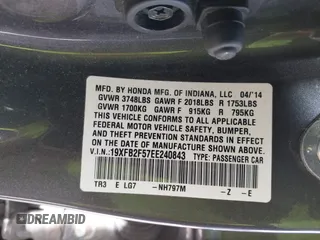 MFD. BY HONDA MFG. OF INDIANA, LLC 04/'14
GVWR 3748LBS GAWR F 2018LBS R 1753LBS
GVWR 1700KG GAWR F 915KG R 795KG
THIS VEHICLE CONFORMS TO ALL APPLICABLE
FEDERAL MOTOR VEHICLE SAFETY, BUMPER,
AND THEFT PREVENTION STANDARDS IN EFFECT
ON THE DATE OF MANUFACTURE SHOWN ABOVE.
V.I.N.:19XFB2F57EE240843 TYPE: PASSENGER CAR
TR3 E LG7 -NH797M -Z -E
DREAMBID